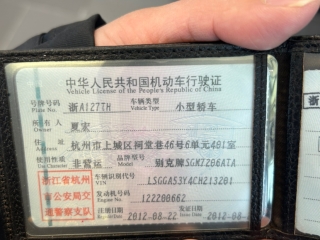 中华人民共和国机动车行驶证
Vehicle License of the People's Republic of China
号牌号码 浙A127TH 车辆类型 小型轿车
Plate No. Vehicle Type
所有人 夏宏
Owner
住址 杭州市上城区祠堂巷46号6单元401室
使用性质 非营运 品牌型号 别克牌SGM7206ATA
Use Character Model
浙江省杭州 车辆识别代号 LSGGA53Y4CH213201
市公安局交 VIN
通警察支队 发动机号码 122200662
Engine No.
注册日期 2012-08-22 发证日期 2012-08-
Register Date Issue Date
浙